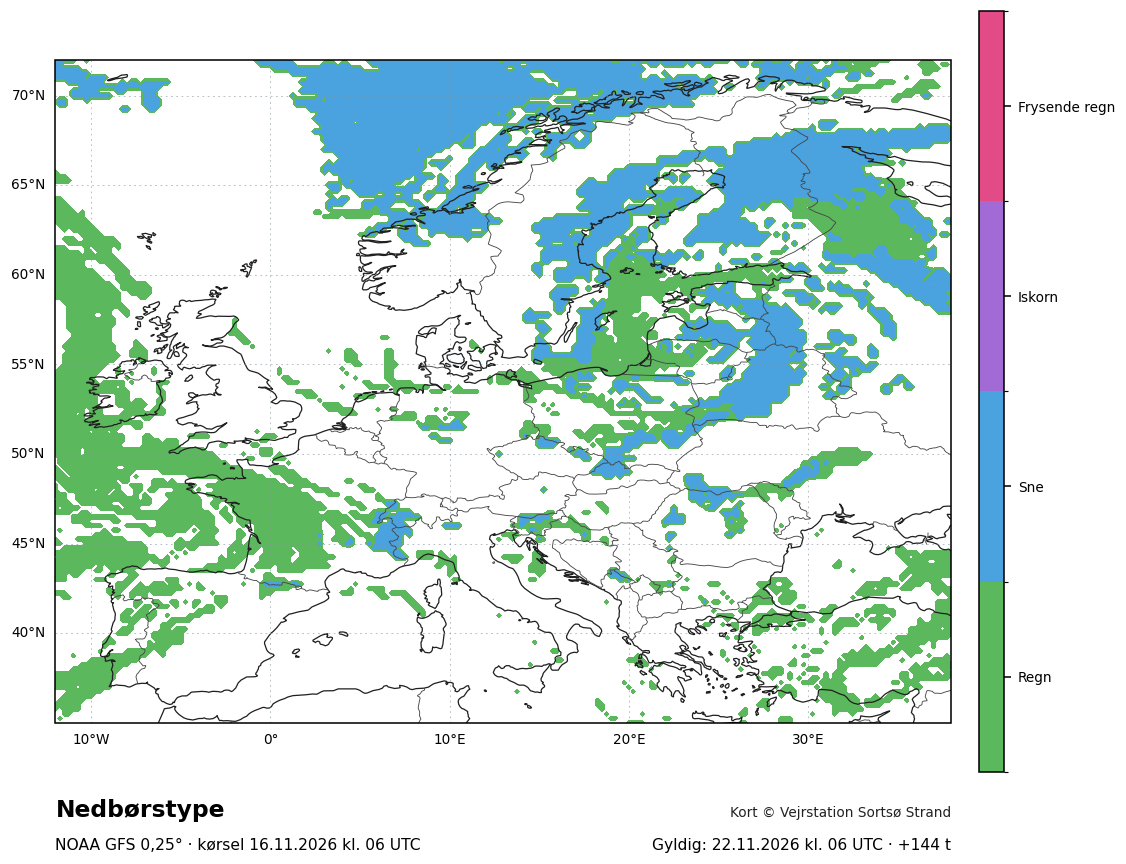 70°N
65°N
60°N
55°N
50°N
45°N
40°N
10°W
0°
10°E
20°E
30°E
Frysende regn
Iskorn
Sne
Regn
Nedbørstype
Kort © Vejrstation Sortsø Strand
NOAA GFS 0,25° · kørsel 16.11.2026 kl. 06 UTC
Gyldig: 22.11.2026 kl. 06 UTC · +144 t